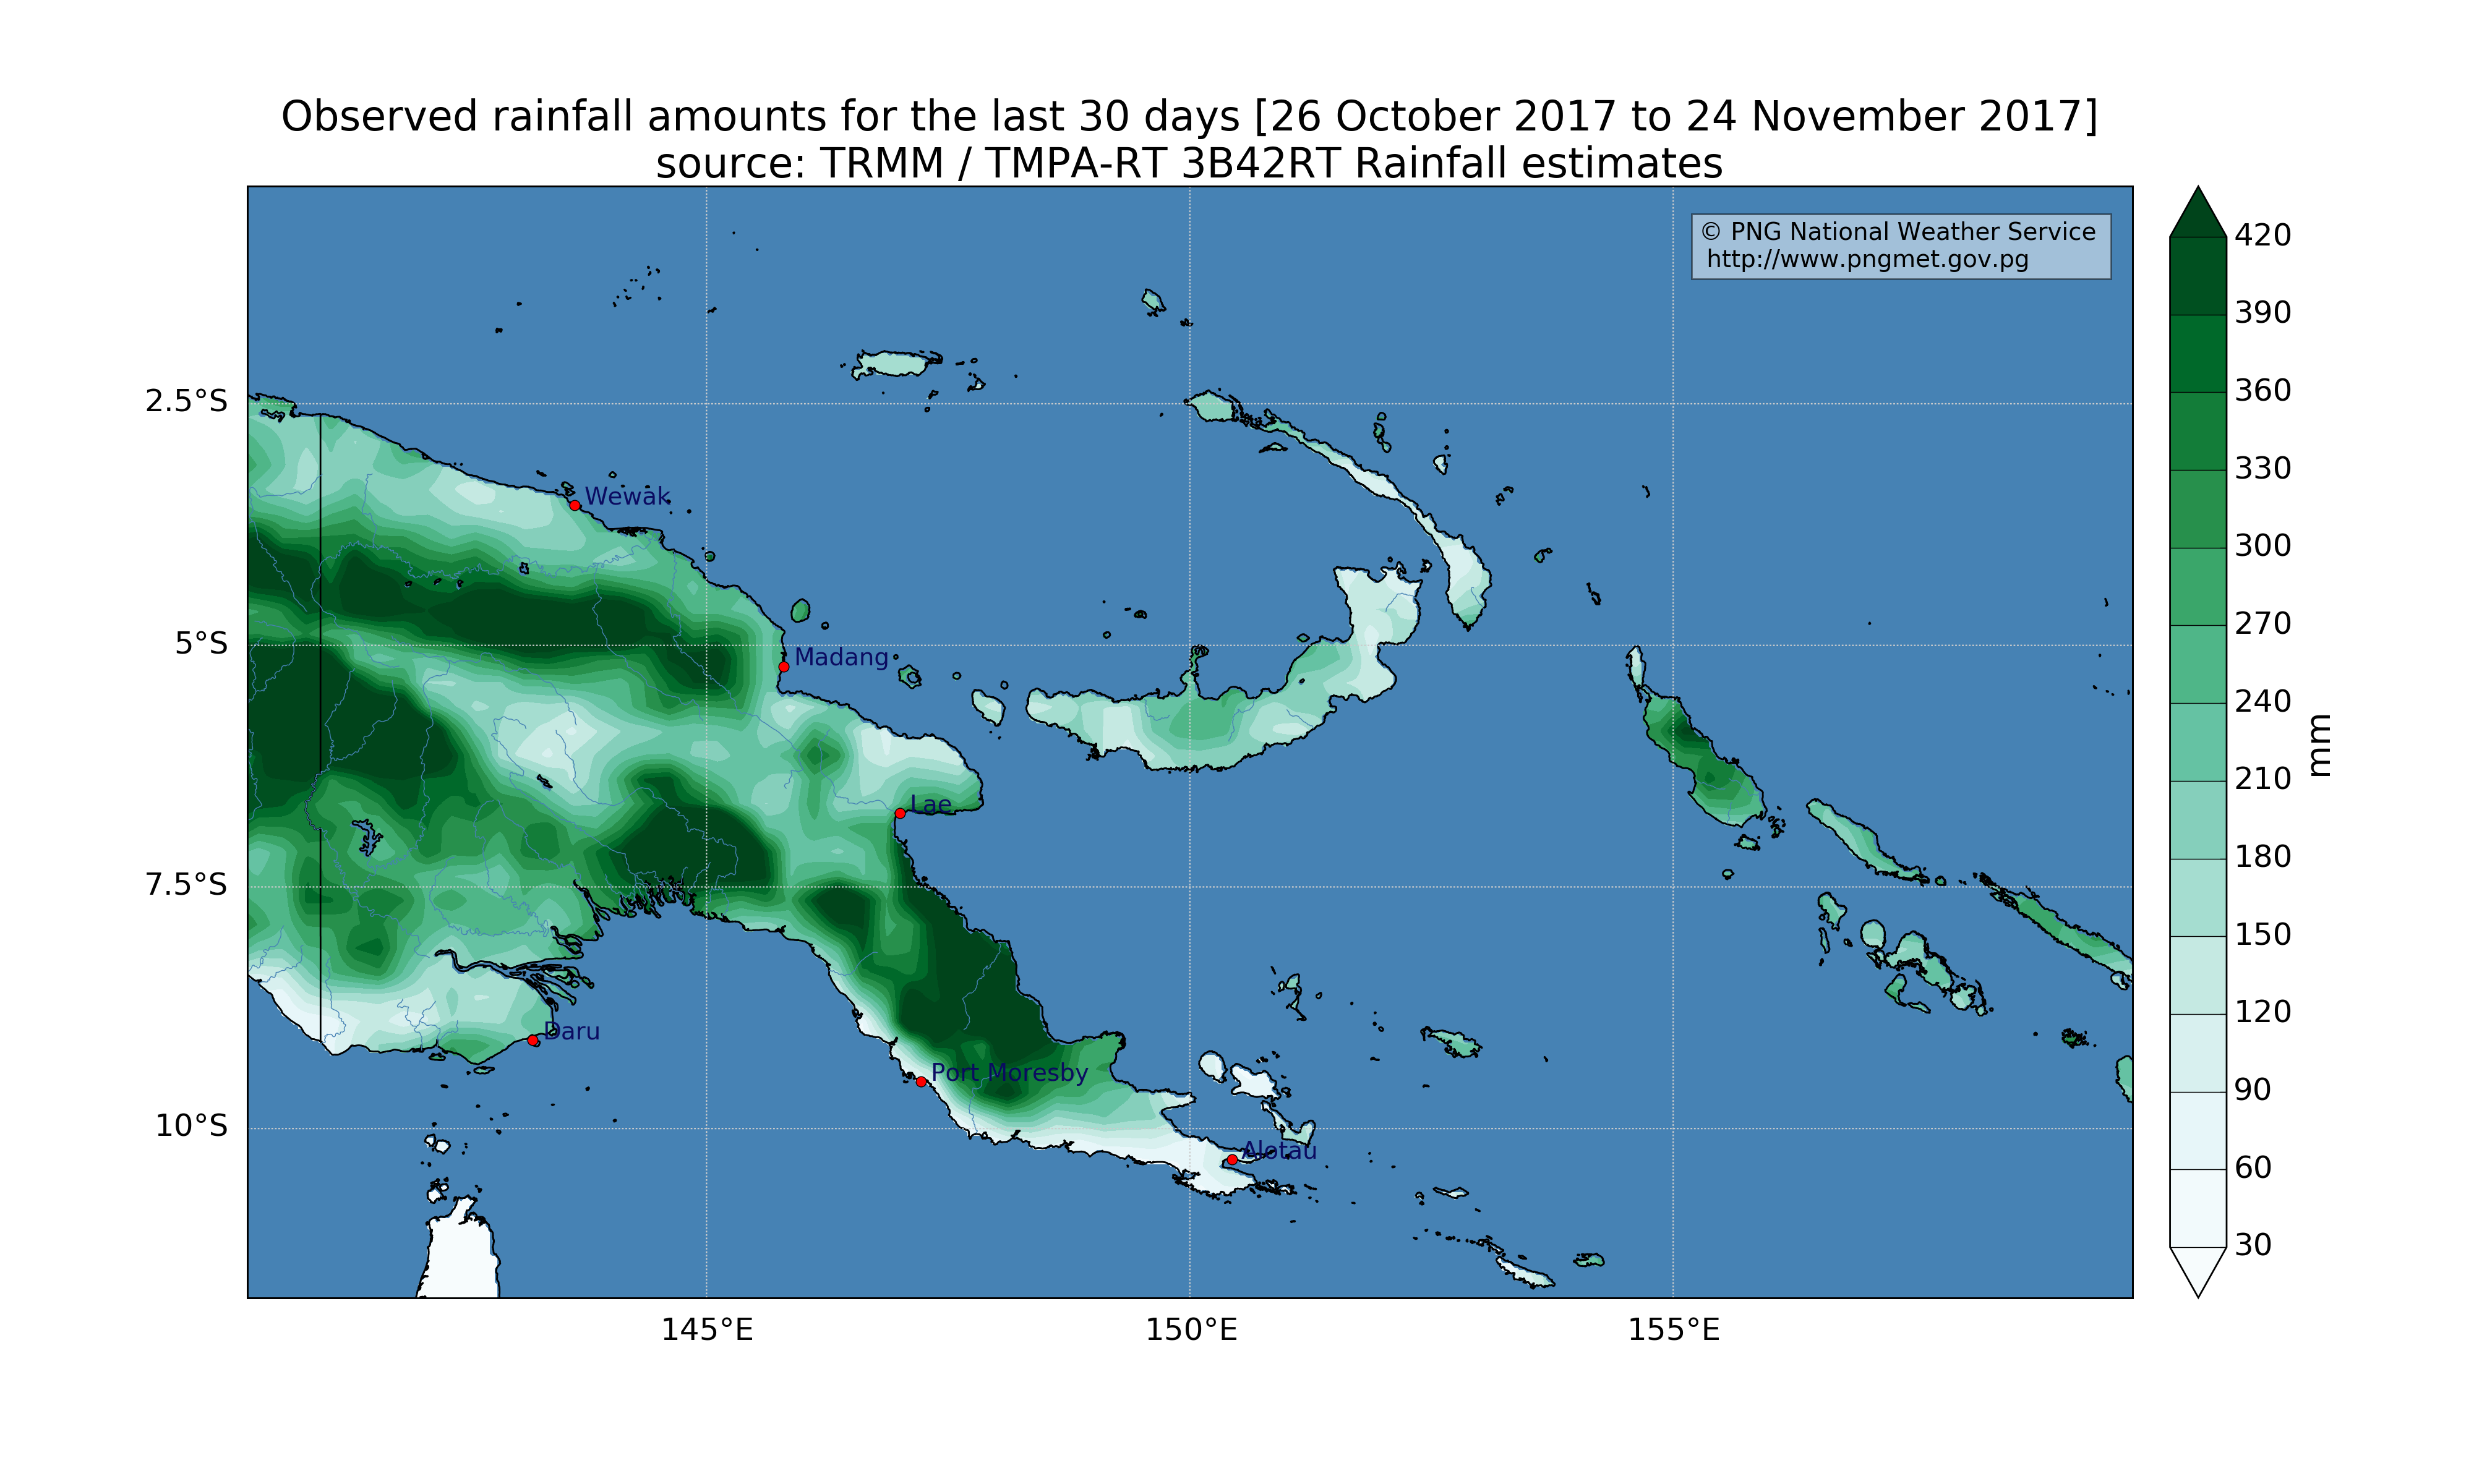 Observed rainfall amounts for the last 30 days [26 October 2017 to 24 November 2017]
source: TRMM / TMPA-RT 3B42RT Rainfall estimates
© PNG National Weather Service
http://www.pngmet.gov.pg
420
390
360
330
300
270
240
210
180
150
120
90
60
30
mm
2.5°S
5°S
7.5°S
10°S
Wewak
Madang
Lae
Daru
Port Moresby
Alotau
145°E
150°E
155°E